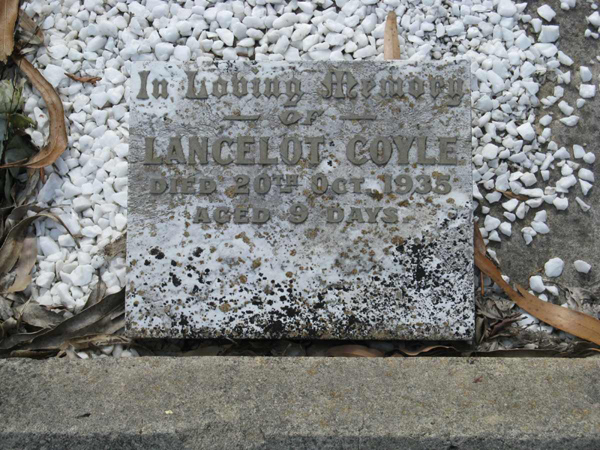 In Loving Memory
OF
LANCELOT COYLE
DIED 20TH OCT. 1935
AGED 9 DAYS.